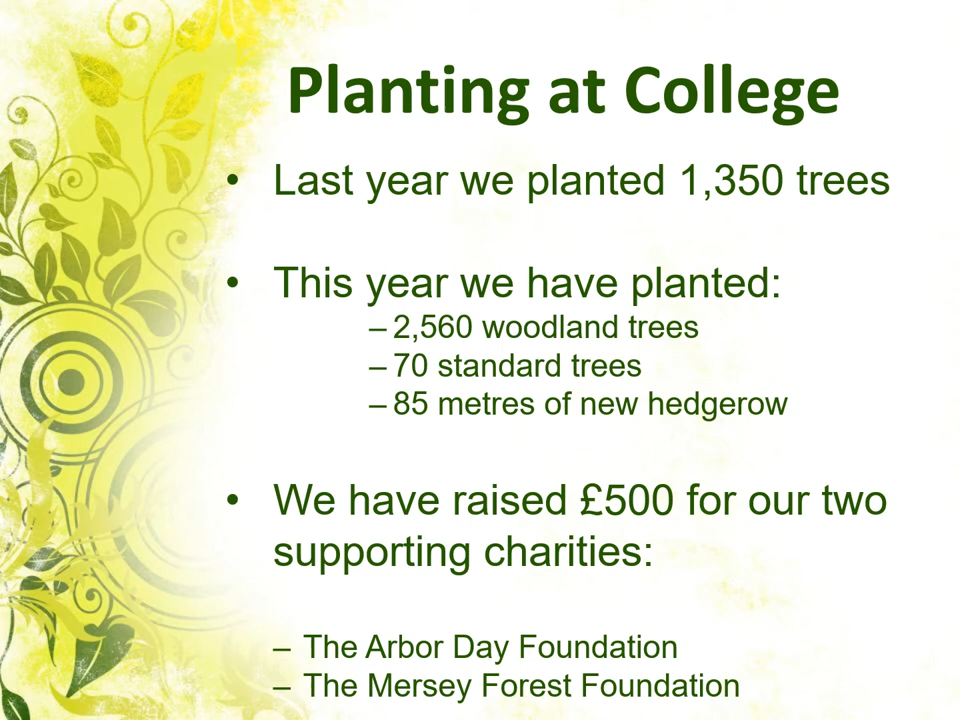 Planting at College
• Last year we planted 1,350 trees
• This year we have planted:
– 2,560 woodland trees
– 70 standard trees
– 85 metres of new hedgerow
• We have raised £500 for our two
supporting charities:
– The Arbor Day Foundation
– The Mersey Forest Foundation